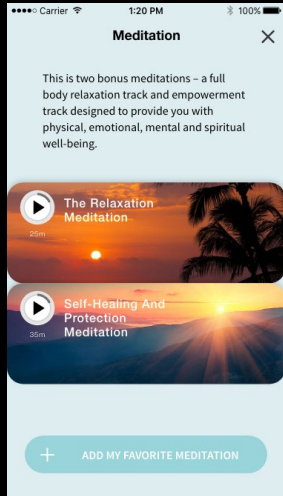 Carrier 1:20 PM 100%
Meditation
This is two bonus meditations – a full
body relaxation track and empowerment
track designed to provide you with
physical, emotional, mental and spiritual
well-being.
The Relaxation
Meditation
25m
Self-Healing And
Protection
Meditation
35m
ADD MY FAVORITE MEDITATION